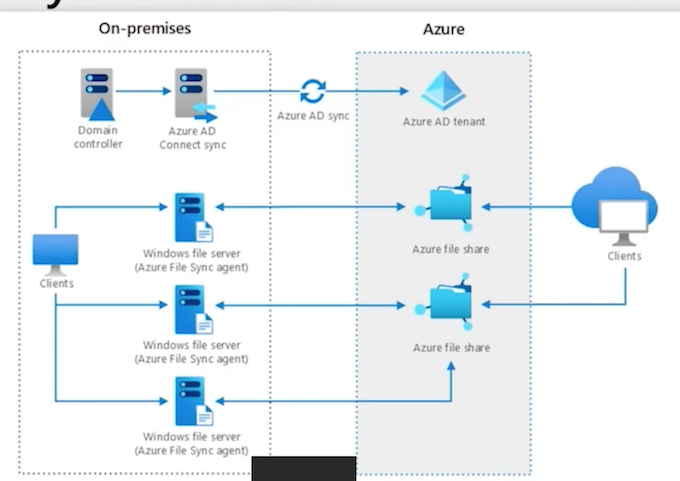 On-premises
Azure
Domain
controller
Azure AD
Connect sync
Azure AD sync
Azure AD tenant
Windows file server
(Azure File Sync agent)
Azure file share
Clients
Clients
Windows file server
(Azure File Sync agent)
Azure file share
Windows file server
(Azure File Sync agent)